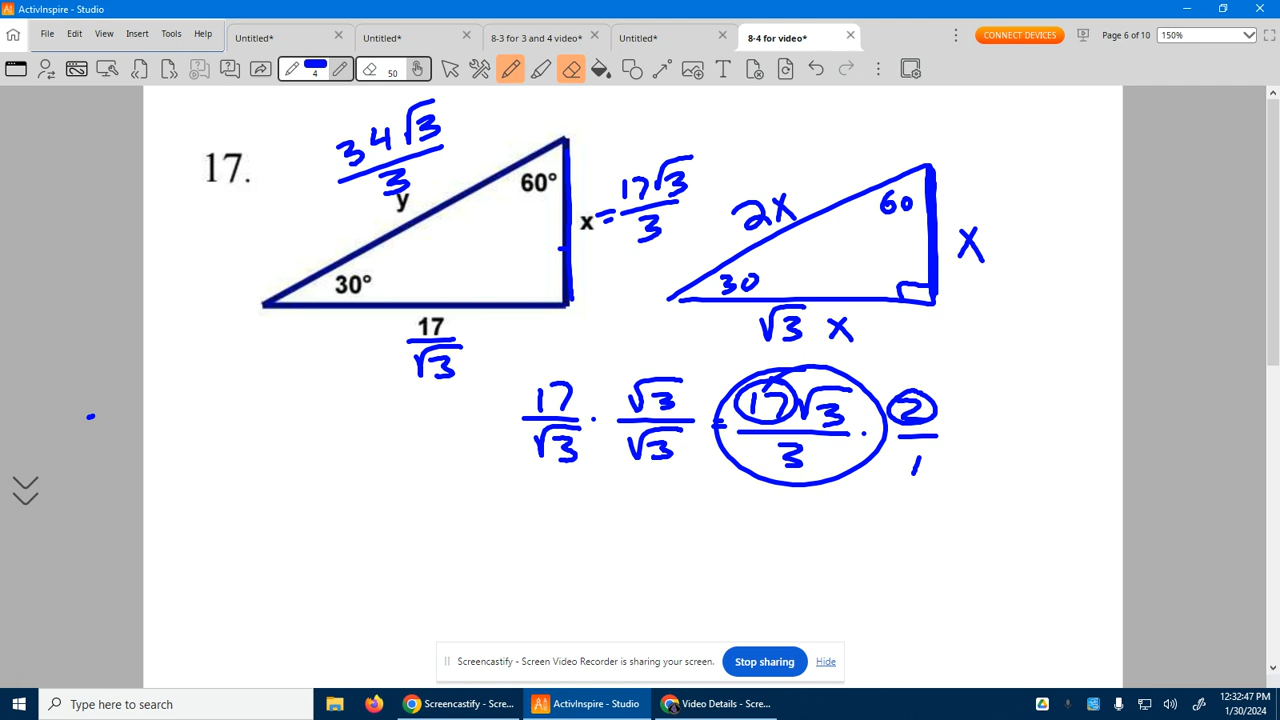 ActivInspire - Studio
File Edit View Insert Tools Help
Untitled* Untitled* 8-3 for 3 and 4 video* Untitled* 8-4 for video*
CONNECT DEVICES Page 6 of 10 150%
4 50
17.
34√3/3
y
60°
x = 17√3/3
30°
17/√3
2x
60
x
30
√3 x
17/√3 · √3/√3 = 17√3/3 · 2/1
Screencastify - Screen Video Recorder is sharing your screen. Stop sharing Hide
Type here to search
Screencastify - Scre... ActivInspire - Studio Video Details - Scre...
12:32:47 PM
1/30/2024